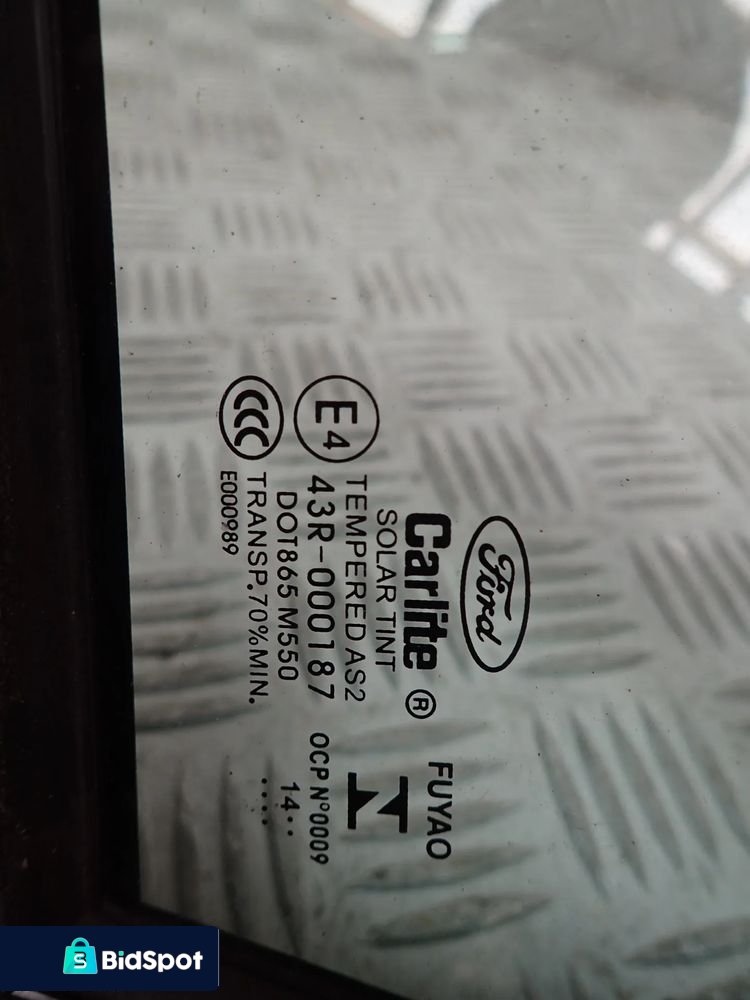 Ford
Carlite ®
SOLAR TINT
TEMPERED AS2
E4 43R-000187
DOT865 M550
CCC TRANSP.70%MIN.
E000989
FUYAO
OCP Nº0009
14··
·····
BidSpot